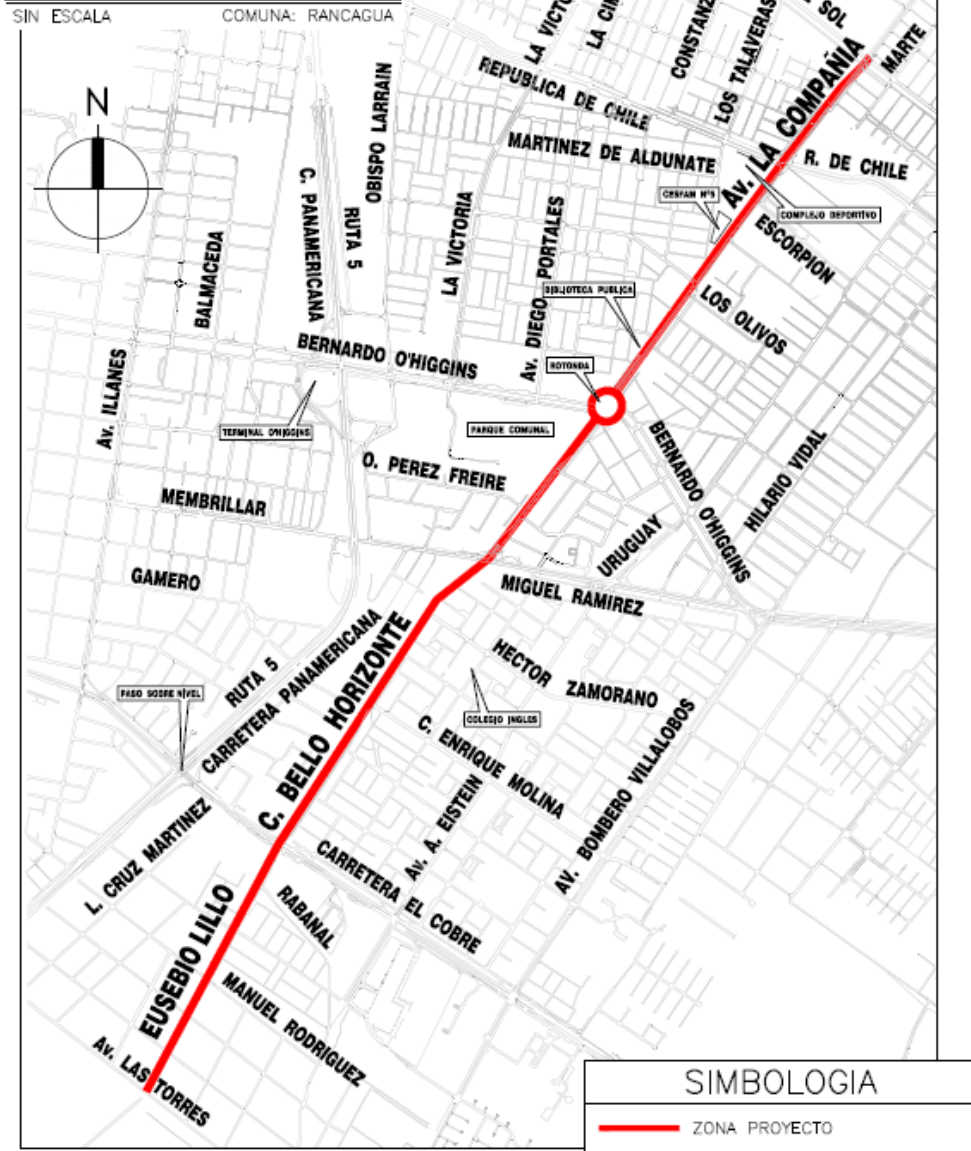 SIN ESCALA
COMUNA: RANCAGUA
N
LA VICTO
LA CIN
CONSTANZ
LOS TALAVERAS
SOL
MARTE
REPUBLICA DE CHILE
MARTINEZ DE ALDUNATE
AV. LA COMPAÑIA
R. DE CHILE
CESFAM Nº5
COMPLEJO DEPORTIVO
ESCORPION
LOS OLIVOS
OBISPO LARRAIN
C. PANAMERICANA
RUTA 5
LA VICTORIA
AV. DIEGO PORTALES
BIBLIOTECA PUBLICA
BALMACEDA
BERNARDO O'HIGGINS
ROTONDA
AV. ILLANES
TERMINAL O'HIGGINS
PARQUE COMUNAL
O. PEREZ FREIRE
BERNARDO O'HIGGINS
HILARIO VIDAL
MEMBRILLAR
URUGUAY
GAMERO
MIGUEL RAMIREZ
RUTA 5
CARRETERA PANAMERICANA
C. BELLO HORIZONTE
HECTOR ZAMORANO
PASO SOBRE NIVEL
COLEGIO INGLES
C. ENRIQUE MOLINA
AV. BOMBERO VILLALOBOS
AV. A. EISTEIN
L. CRUZ MARTINEZ
CARRETERA EL COBRE
RABANAL
EUSEBIO LILLO
MANUEL RODRIGUEZ
AV. LAS TORRES
SIMBOLOGIA
ZONA PROYECTO